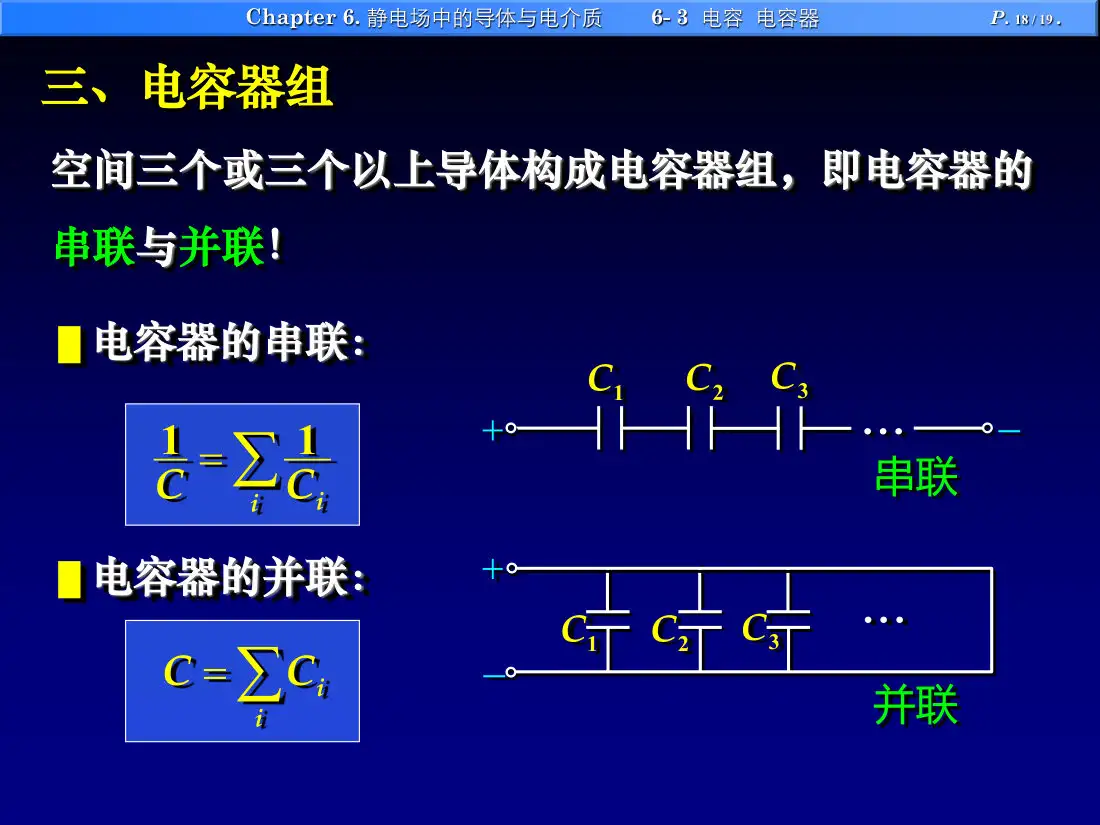 Chapter 6. 静电场中的导体与电介质 6- 3 电容 电容器 P. 18 / 19 .
三、电容器组
空间三个或三个以上导体构成电容器组，即电容器的
串联与并联！
电容器的串联：
1/C = ∑_i 1/C_i
C₁ C₂ C₃
+ ··· −
串联
电容器的并联：
C = ∑_i C_i
+
C₁ C₂ C₃ ···
−
并联